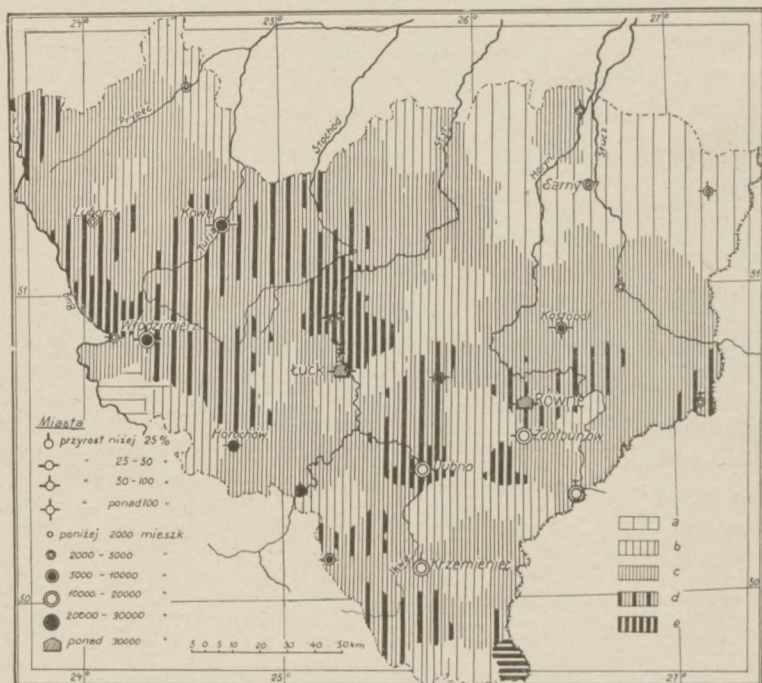 24° 25° 26° 27°
Prypeć
Stochód
Styr
Horyń
Słucz
Sarny
Luboml
Kowel
Turja
51
51
Bug
Włodzimierz
Kostopol
Łuck
Równe
Zdołbunów
Horochów
Dubno
Ikwa
Krzemieniec
Miasta
przyrost niżej 25%
" 25-50 "
" 50-100 "
" ponad 100 "
poniżej 2000 mieszk
2000-5000 "
5000-10000 "
10000-20000 "
20000-30000 "
ponad 30000 "
a
b
c
d
e
50
50
5 0 5 10 20 30 40 50 km
24° 25° 26° 27°